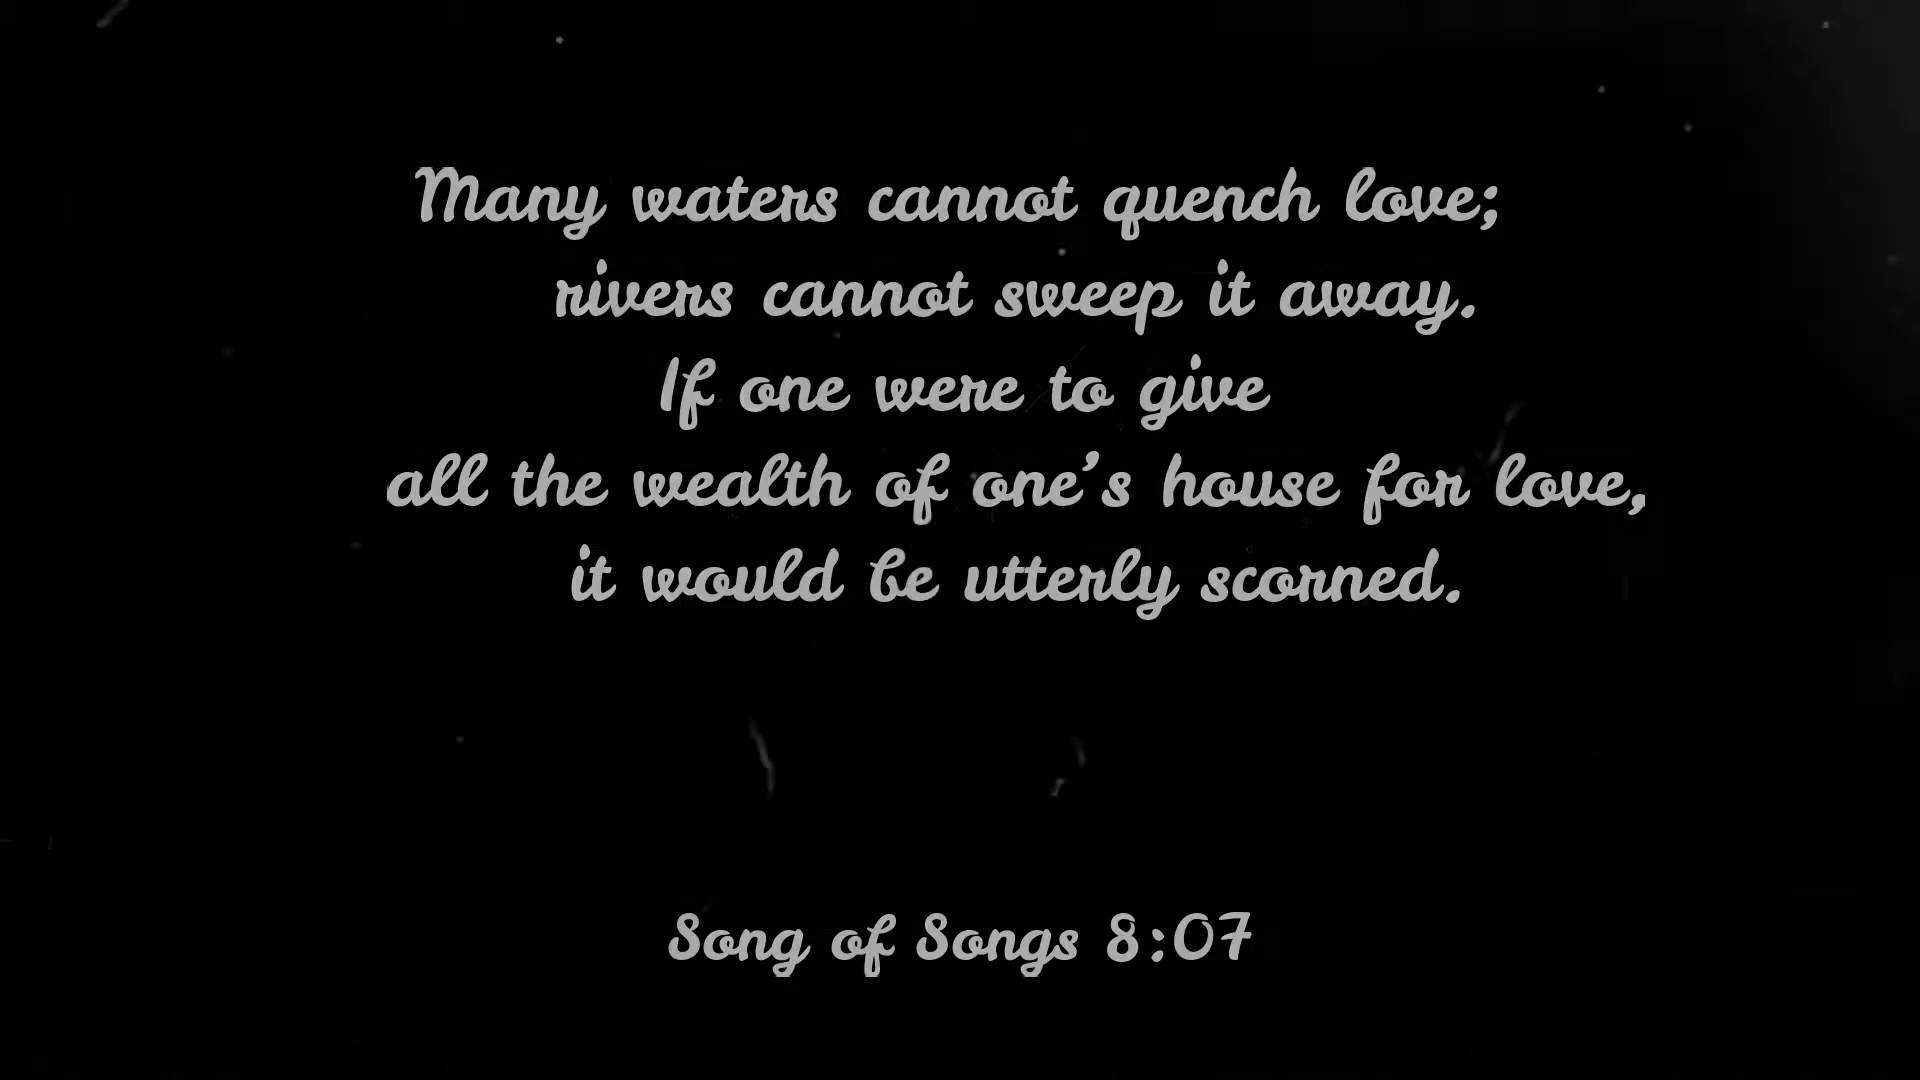 Many waters cannot quench love;
rivers cannot sweep it away.
If one were to give
all the wealth of one’s house for love,
it would be utterly scorned.
Song of Songs 8:07